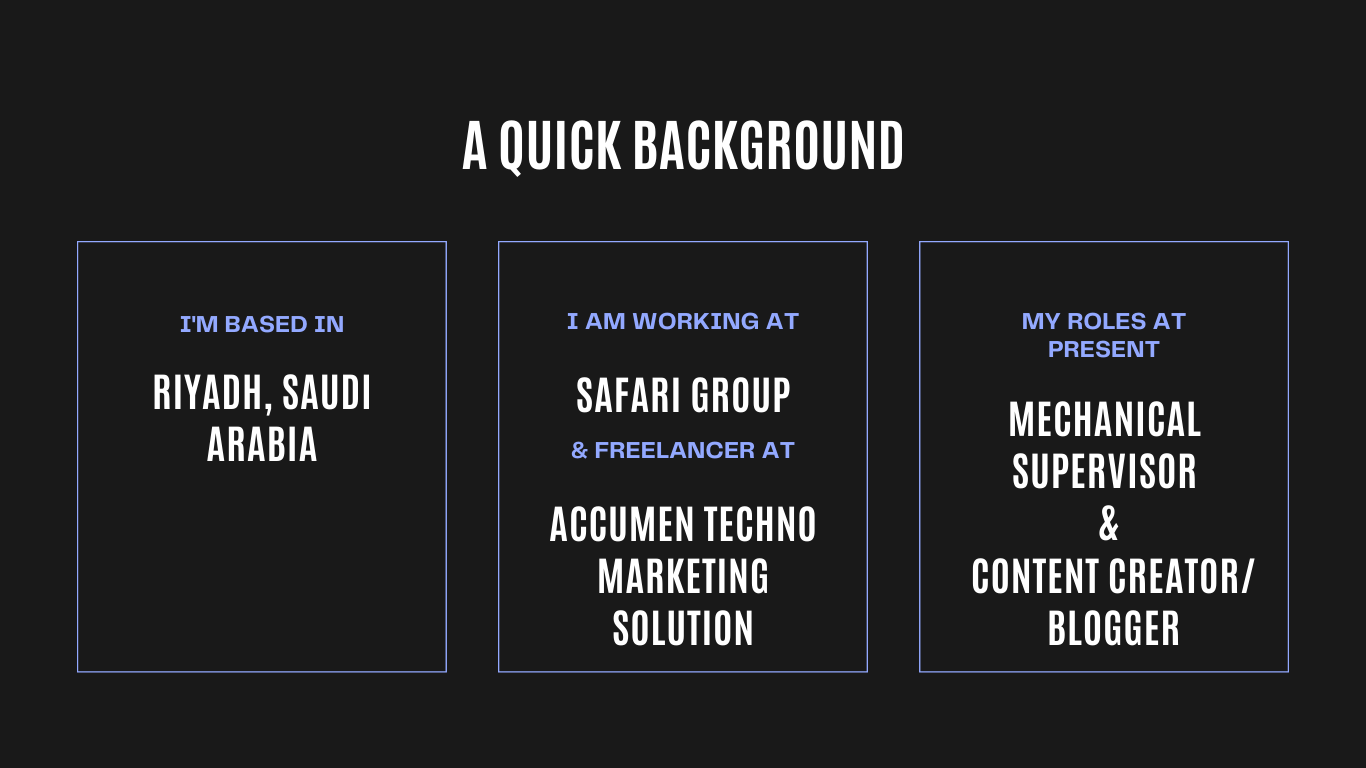 A QUICK BACKGROUND
I'M BASED IN
RIYADH, SAUDI
ARABIA
I AM WORKING AT
SAFARI GROUP
& FREELANCER AT
ACCUMEN TECHNO
MARKETING
SOLUTION
MY ROLES AT
PRESENT
MECHANICAL
SUPERVISOR
&
CONTENT CREATOR/
BLOGGER